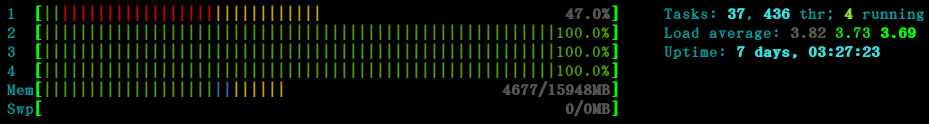 1 [||||||||||||||||||||||||||||||| 47.0%] Tasks: 37, 436 thr; 4 running
2 [|||||||||||||||||||||||||||||||||||||||||||||||||||||||||100.0%] Load average: 3.82 3.73 3.69
3 [|||||||||||||||||||||||||||||||||||||||||||||||||||||||||100.0%] Uptime: 7 days, 03:27:23
4 [|||||||||||||||||||||||||||||||||||||||||||||||||||||||||100.0%]
Mem[||||||||||||||||||||||||||| 4677/15948MB]
Swp[ 0/0MB]